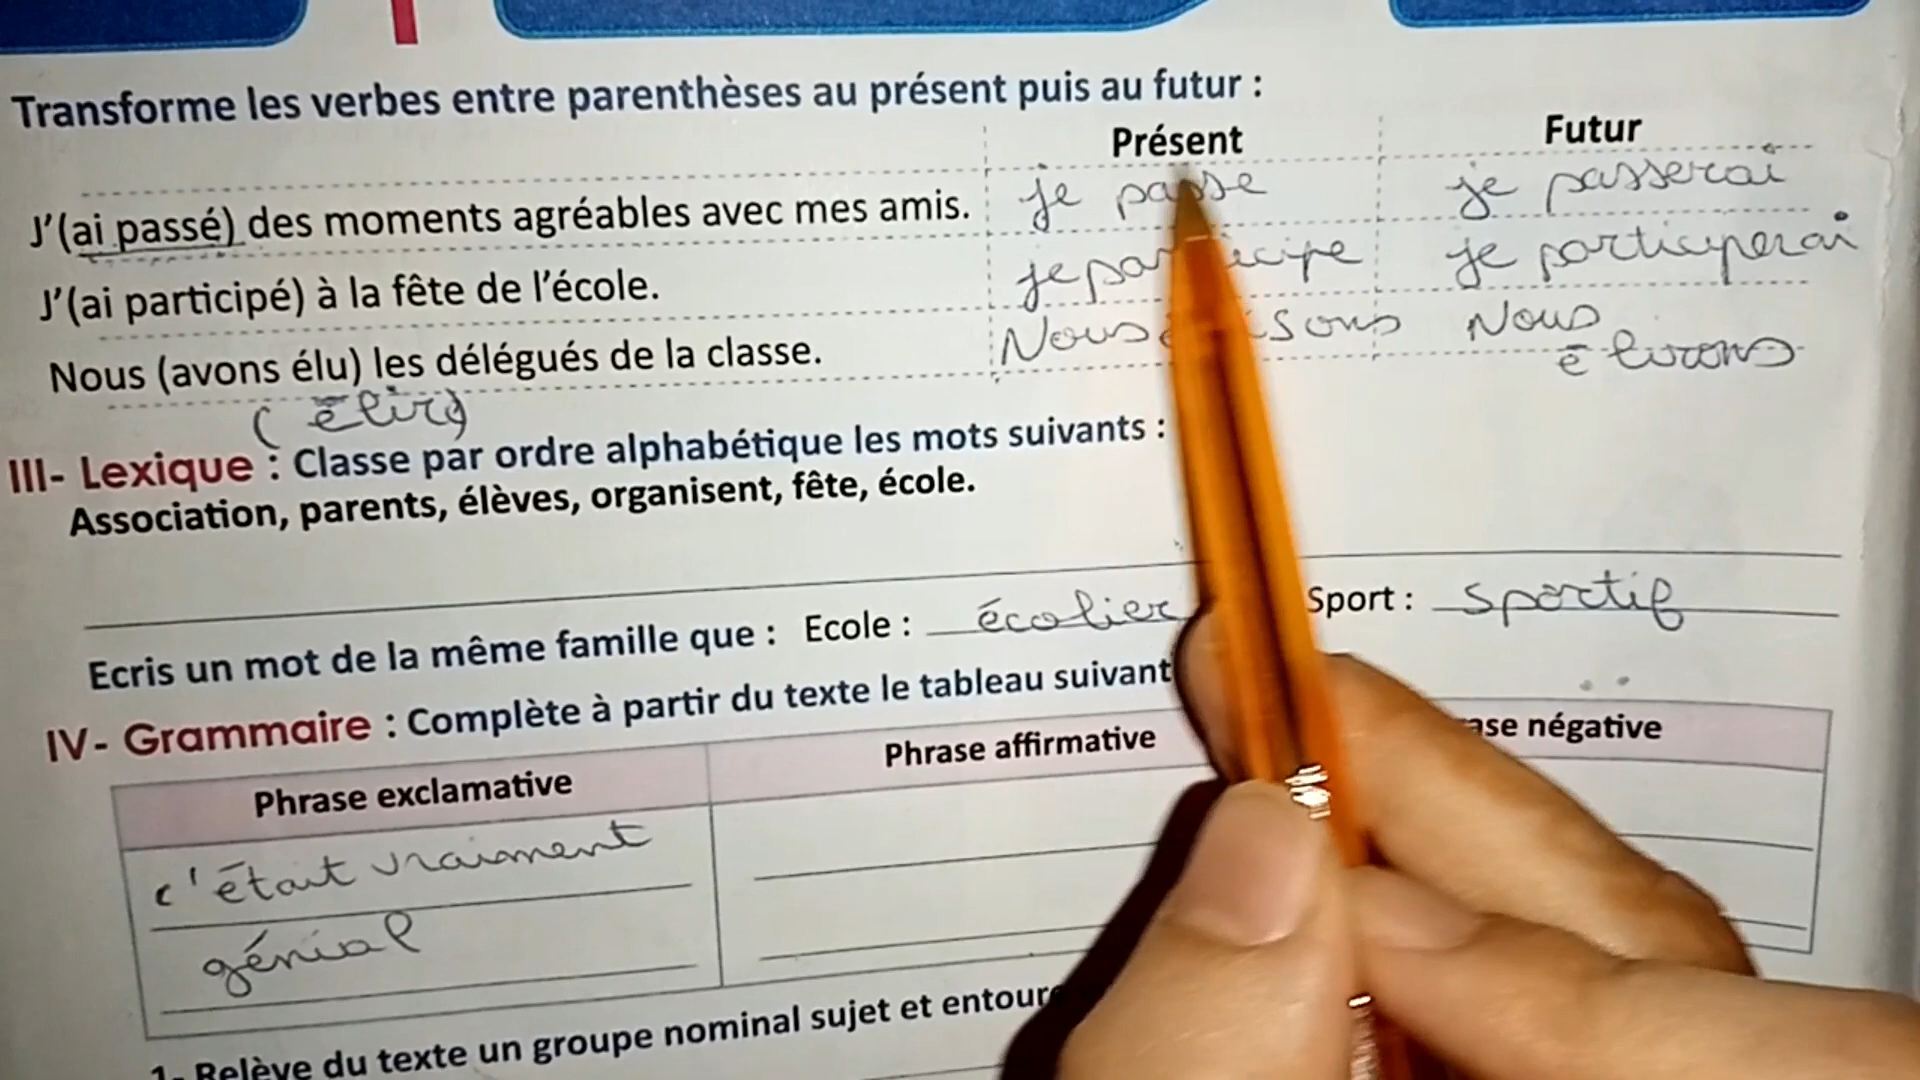 Transforme les verbes entre parenthèses au présent puis au futur :
Présent Futur
J'(ai passé) des moments agréables avec mes amis. je passe je passerai
J'(ai participé) à la fête de l'école. je participerai
Nous (avons élu) les délégués de la classe. Nous Nous élirons
(élire)
III- Lexique : Classe par ordre alphabétique les mots suivants :
Association, parents, élèves, organisent, fête, école.
Ecris un mot de la même famille que : Ecole : écolier Sport : sportif
IV- Grammaire : Complète à partir du texte le tableau suivant
Phrase exclamative Phrase affirmative négative
c'était vraiment
génial
1- Relève du texte un groupe nominal sujet et